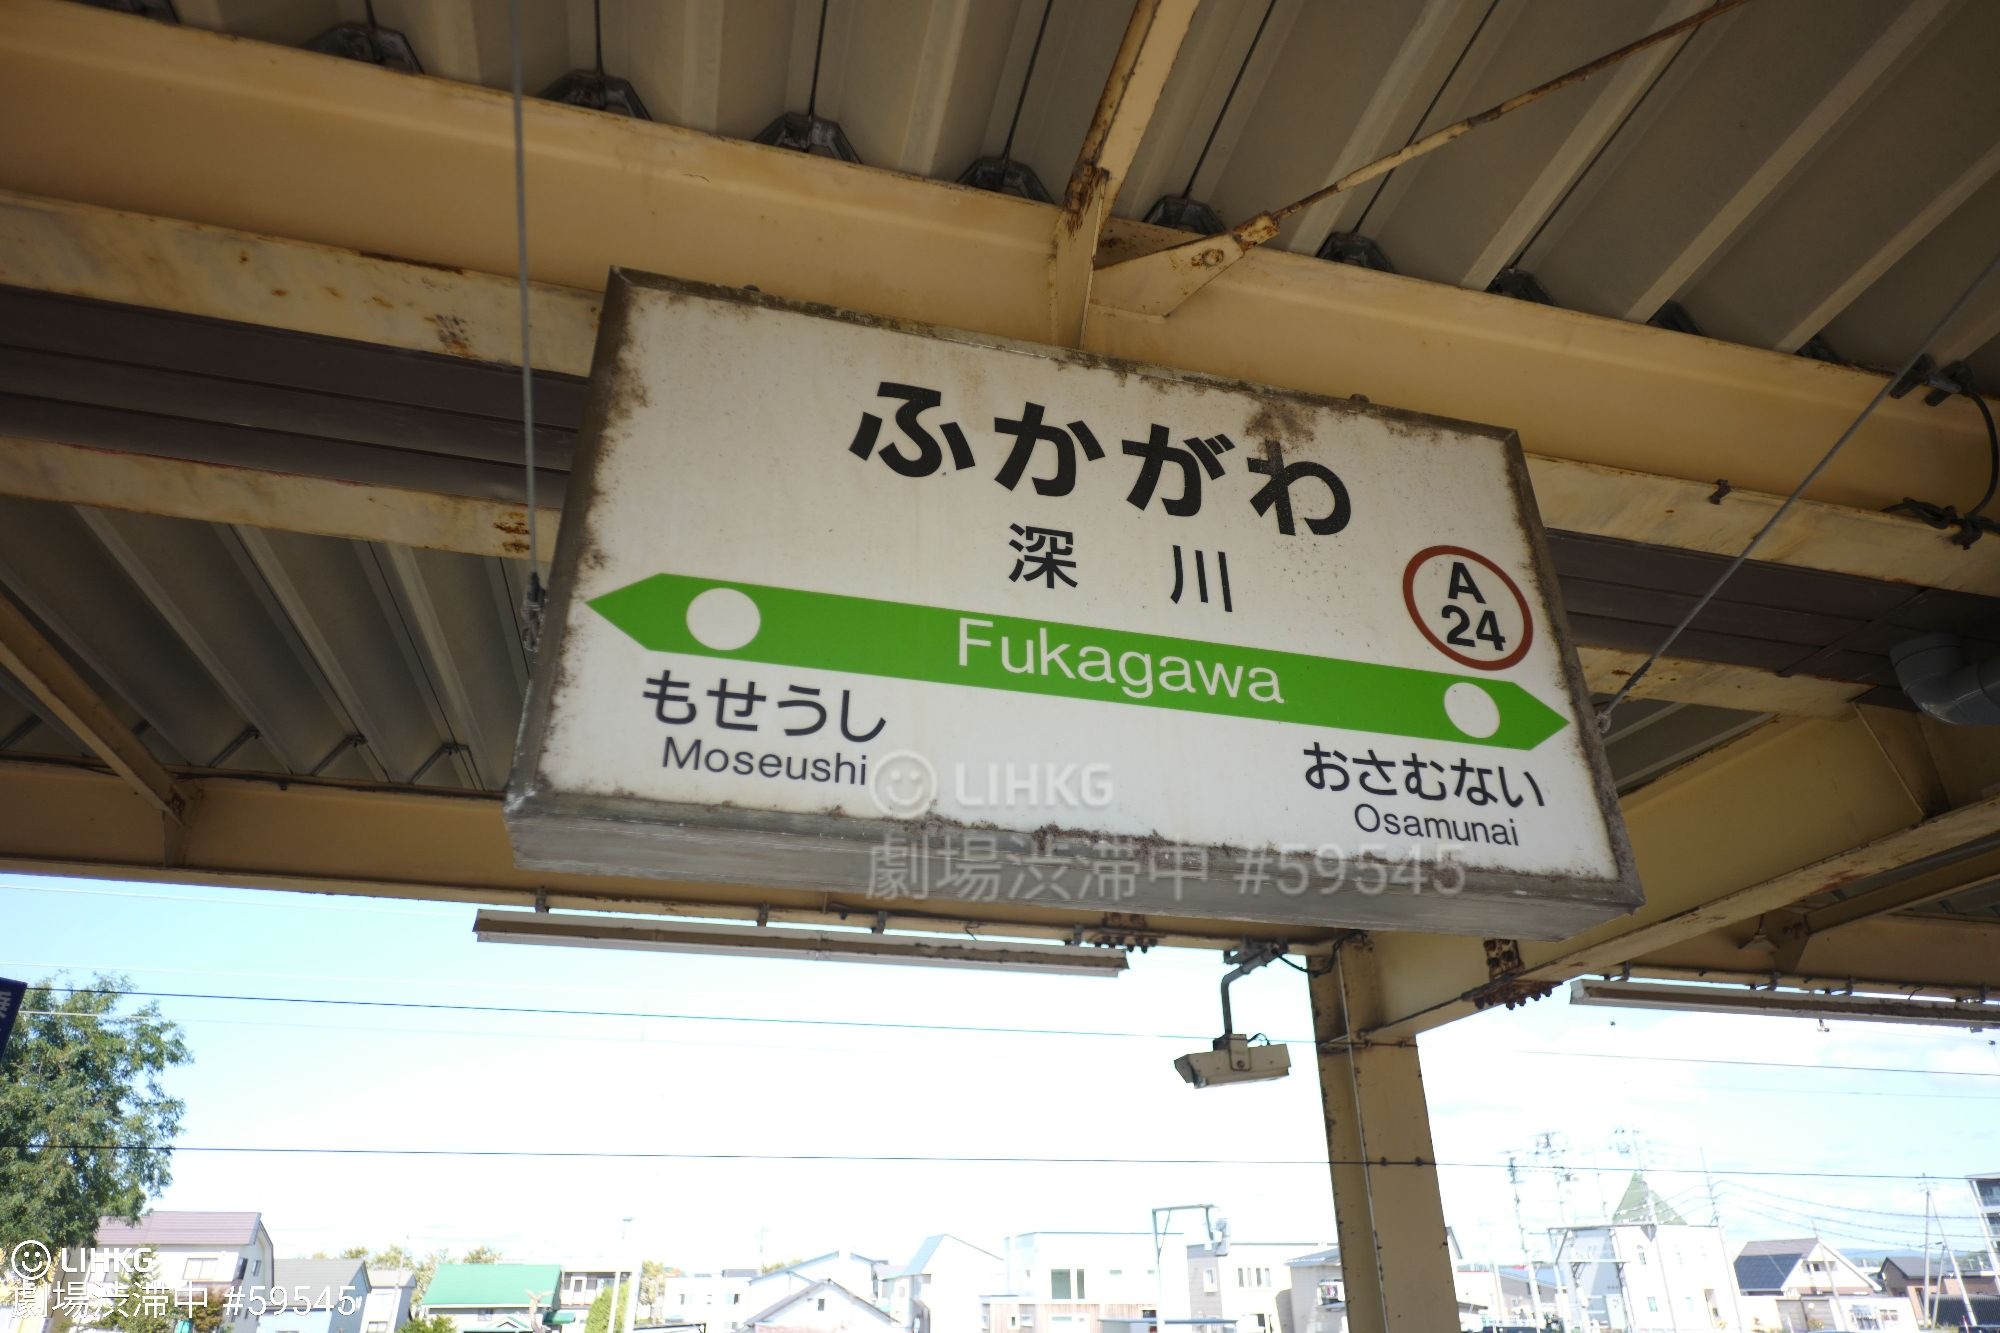 ふかがわ
深川
A
24
Fukagawa
もせうし
Moseushi
おさむない
Osamunai
LIHKG
劇場渋滞中 #59545
LIHKG
劇場渋滞中 #59545